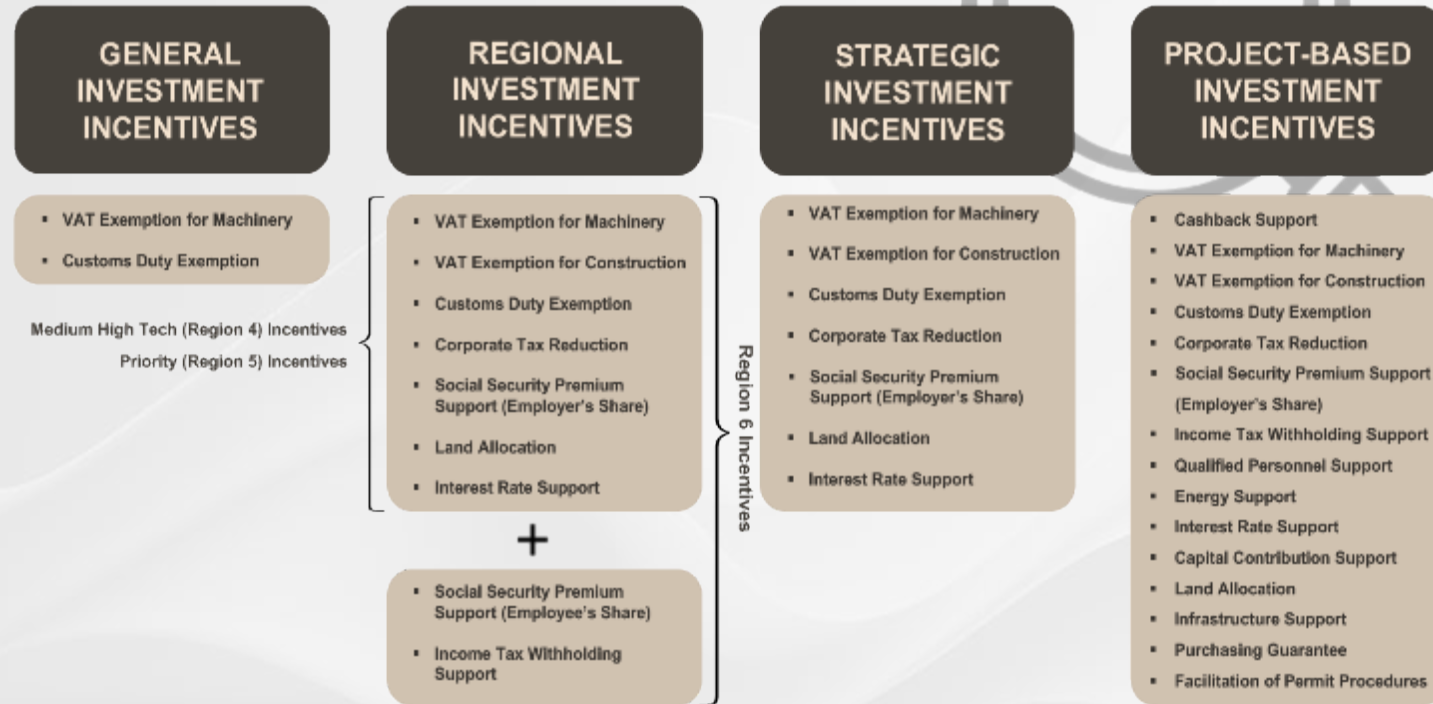 GENERAL
INVESTMENT
INCENTIVES
▪ VAT Exemption for Machinery
▪ Customs Duty Exemption
Medium High Tech (Region 4) Incentives
Priority (Region 5) Incentives
REGIONAL
INVESTMENT
INCENTIVES
▪ VAT Exemption for Machinery
▪ VAT Exemption for Construction
▪ Customs Duty Exemption
▪ Corporate Tax Reduction
▪ Social Security Premium
Support (Employer's Share)
▪ Land Allocation
▪ Interest Rate Support
+
▪ Social Security Premium
Support (Employee's Share)
▪ Income Tax Withholding
Support
Region 6 Incentives
STRATEGIC
INVESTMENT
INCENTIVES
▪ VAT Exemption for Machinery
▪ VAT Exemption for Construction
▪ Customs Duty Exemption
▪ Corporate Tax Reduction
▪ Social Security Premium
Support (Employer's Share)
▪ Land Allocation
▪ Interest Rate Support
PROJECT-BASED
INVESTMENT
INCENTIVES
▪ Cashback Support
▪ VAT Exemption for Machinery
▪ VAT Exemption for Construction
▪ Customs Duty Exemption
▪ Corporate Tax Reduction
▪ Social Security Premium Support
(Employer's Share)
▪ Income Tax Withholding Support
▪ Qualified Personnel Support
▪ Energy Support
▪ Interest Rate Support
▪ Capital Contribution Support
▪ Land Allocation
▪ Infrastructure Support
▪ Purchasing Guarantee
▪ Facilitation of Permit Procedures